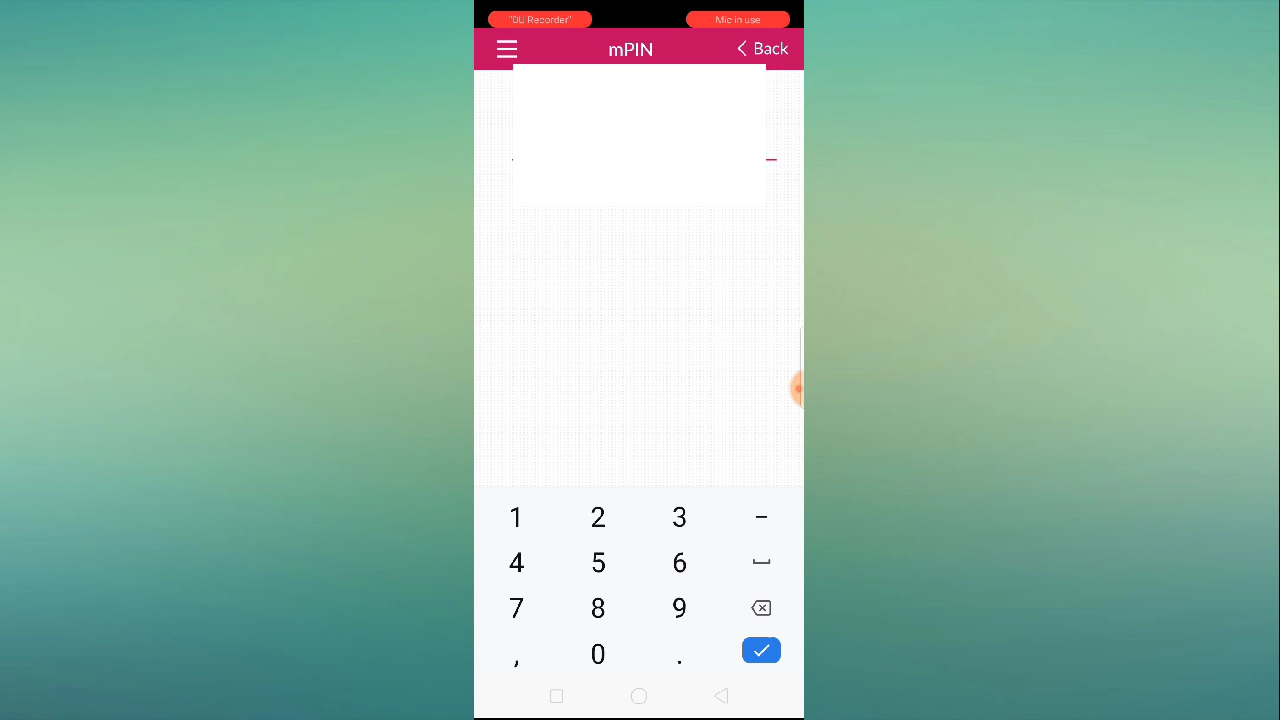 "DU Recorder" Mic in use
mPIN Back
1 2 3 –
4 5 6
7 8 9
, 0 .